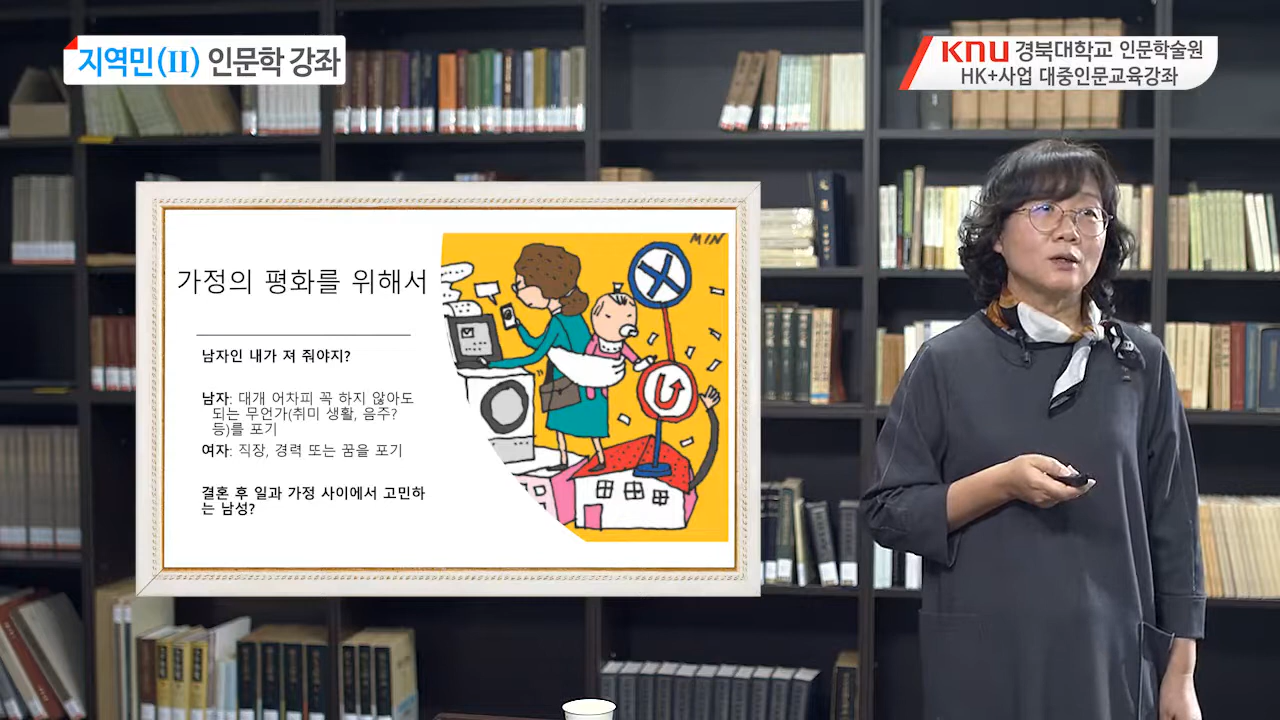 지역민(II) 인문학 강좌
KNU 경북대학교 인문학술원
HK+사업 대중인문교육강좌
가정의 평화를 위해서
남자인 내가 져 줘야지?
남자: 대개 어차피 꼭 하지 않아도
되는 무언가(취미 생활, 음주?
등)를 포기
여자: 직장, 경력 또는 꿈을 포기
결혼 후 일과 가정 사이에서 고민하
는 남성?
MIN